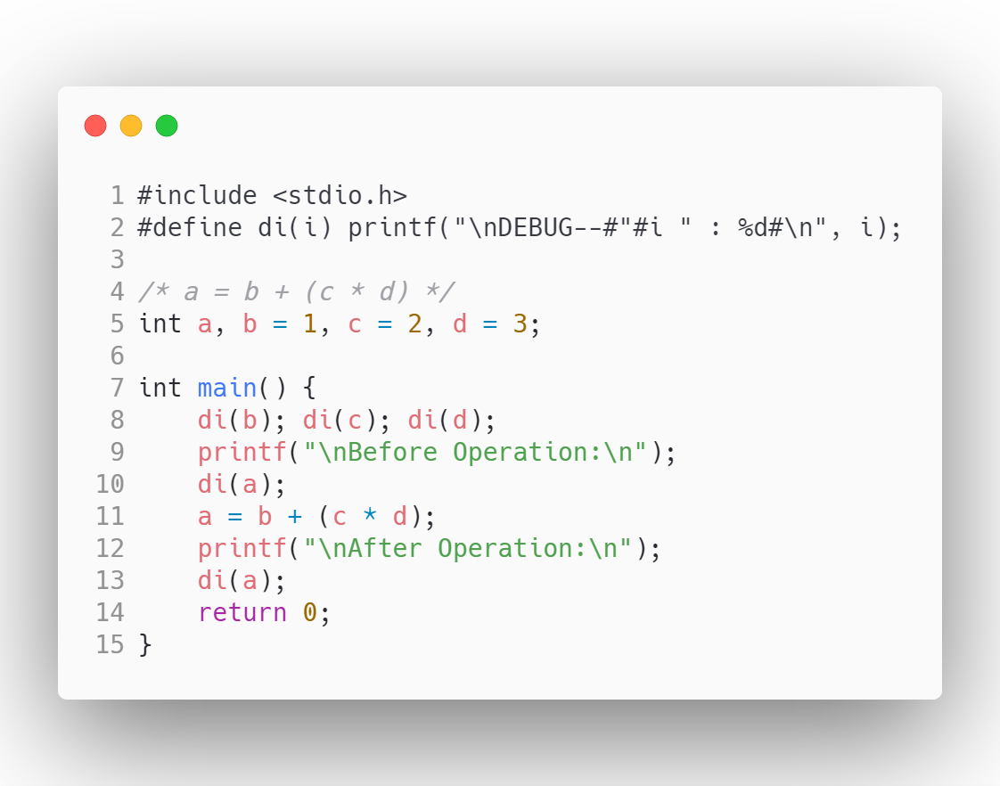 1 #include <stdio.h>
2 #define di(i) printf("\nDEBUG--#"#i " : %d#\n", i);
3
4 /* a = b + (c * d) */
5 int a, b = 1, c = 2, d = 3;
6
7 int main() {
8     di(b); di(c); di(d);
9     printf("\nBefore Operation:\n");
10     di(a);
11     a = b + (c * d);
12     printf("\nAfter Operation:\n");
13     di(a);
14     return 0;
15 }